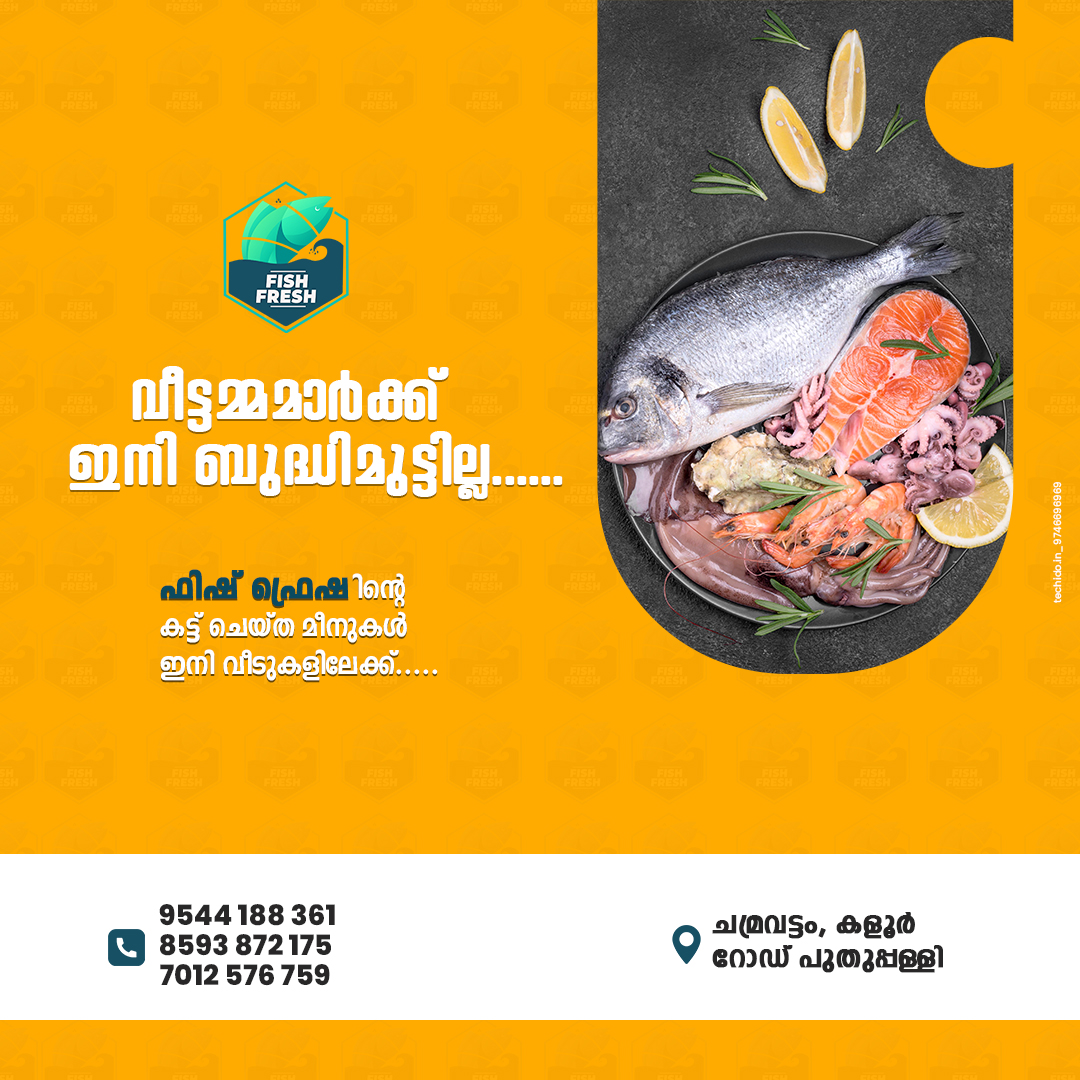 FISH
FRESH
വീട്ടമ്മമാർക്ക്
ഇനി ബുദ്ധിമുട്ടില്ല......
ഫിഷ് ഫ്രെഷിന്റെ
കട്ട് ചെയ്ത മീനുകൾ
ഇനി വീടുകളിലേക്ക്.....
techido.in_9746696969
9544 188 361
8593 872 175
7012 576 759
ചമ്രവട്ടം, കളൂർ
റോഡ് പുതുപ്പള്ളി